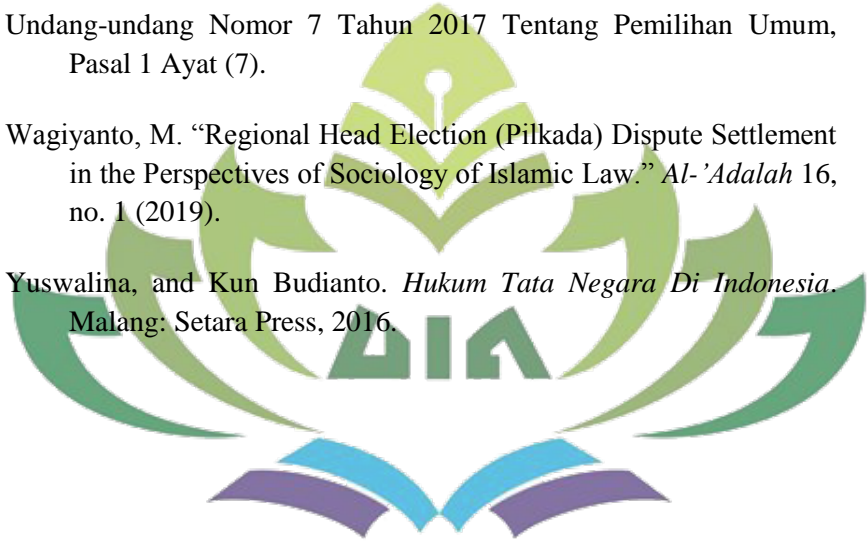 Undang-undang Nomor 7 Tahun 2017 Tentang Pemilihan Umum,
Pasal 1 Ayat (7).
Wagiyanto, M. “Regional Head Election (Pilkada) Dispute Settlement
in the Perspectives of Sociology of Islamic Law.” Al-’Adalah 16,
no. 1 (2019).
Yuswalina, and Kun Budianto. Hukum Tata Negara Di Indonesia.
Malang: Setara Press, 2016.